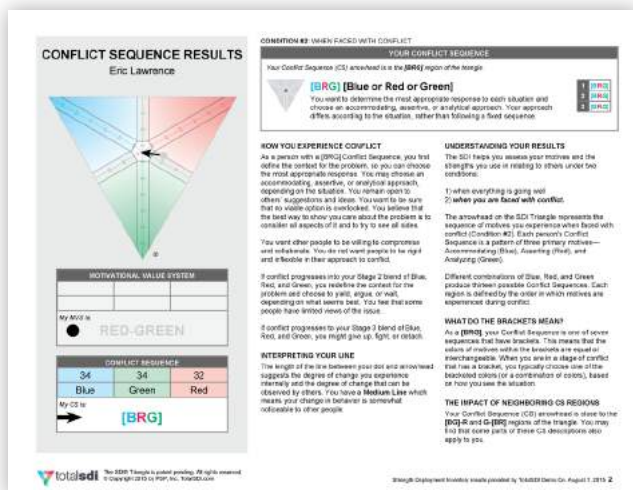 CONFLICT SEQUENCE RESULTS
Eric Lawrence
MOTIVATIONAL VALUE SYSTEM
My MVS is
RED-GREEN
CONFLICT SEQUENCE
34 34 32
Blue Green Red
My CS is:
[BRG]
CONDITION #2: WHEN FACED WITH CONFLICT
YOUR CONFLICT SEQUENCE
Your Conflict Sequence (CS) arrowhead is in the [BRG] region of the triangle.
[BRG] [Blue or Red or Green]
You want to determine the most appropriate response to each situation and
choose an accommodating, assertive, or analytical approach. Your approach
differs according to the situation, rather than following a fixed sequence.
1 [BRG]
2 [BRG]
3 [BRG]
HOW YOU EXPERIENCE CONFLICT
As a person with a [BRG] Conflict Sequence, you first
define the context for the problem, so you can choose
the most appropriate response. You may choose an
accommodating, assertive, or analytical approach,
depending on the situation. You remain open to
others' suggestions and ideas. You want to be sure
that no viable option is overlooked. You believe that
the best way to show you care about the problem is to
consider all aspects of it and to try to see all sides.
You want other people to be willing to compromise
and collaborate. You do not want people to be rigid
and inflexible in their approach to conflict.
If conflict progresses into your Stage 2 blend of Blue,
Red, and Green, you redefine the context for the
problem and choose to yield, argue, or wait,
depending on what seems best. You feel that some
people have limited views of the issue.
If conflict progresses to your Stage 3 blend of Blue,
Red, and Green, you might give up, fight, or detach.
INTERPRETING YOUR LINE
The length of the line between your dot and arrowhead
suggests the degree of change you experience
internally and the degree of change that can be
observed by others. You have a Medium Line which
means your change in behavior is somewhat
noticeable to other people.
UNDERSTANDING YOUR RESULTS
The SDI helps you assess your motives and the
strengths you use in relating to others under two
conditions:
1) when everything is going well
2) when you are faced with conflict.
The arrowhead on the SDI Triangle represents the
sequence of motives you experience when faced with
conflict (Condition #2). Each person's Conflict
Sequence is a pattern of three primary motives—
Accommodating (Blue), Asserting (Red), and
Analyzing (Green).
Different combinations of Blue, Red, and Green
produce thirteen possible Conflict Sequences. Each
region is defined by the order in which motives are
experienced during conflict.
WHAT DO THE BRACKETS MEAN?
As a [BRG], your Conflict Sequence is one of seven
sequences that have brackets. This means that the
colors of motives within the brackets are equal or
interchangeable. When you are in a stage of conflict
that has a bracket, you typically choose one of the
bracketed colors (or a combination of colors), based
on how you see the situation.
THE IMPACT OF NEIGHBORING CS REGIONS
Your Conflict Sequence (CS) arrowhead is close to the
[BG]-R and G-[BR] regions of the triangle. You may
find that some parts of these CS descriptions also
apply to you.
totalsdi
The SDI® Triangle is patent pending. All rights reserved.
© Copyright 2015 by PSP, Inc. TotalSDI.com
Strength Deployment Inventory results provided by TotalSDI Demo Co. August 7, 2015 2